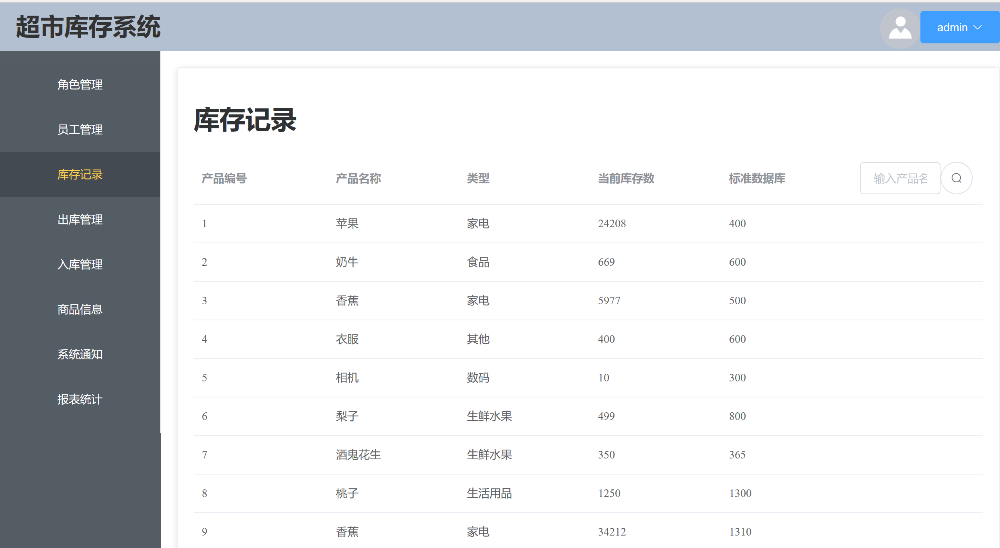 超市库存系统
admin
角色管理
员工管理
库存记录
出库管理
入库管理
商品信息
系统通知
报表统计
库存记录
产品编号 产品名称 类型 当前库存数 标准数据库 输入产品名
1 苹果 家电 24208 400
2 奶牛 食品 669 600
3 香蕉 家电 5977 500
4 衣服 其他 400 600
5 相机 数码 10 300
6 梨子 生鲜水果 499 800
7 酒鬼花生 生鲜水果 350 365
8 桃子 生活用品 1250 1300
9 香蕉 家电 34212 1310